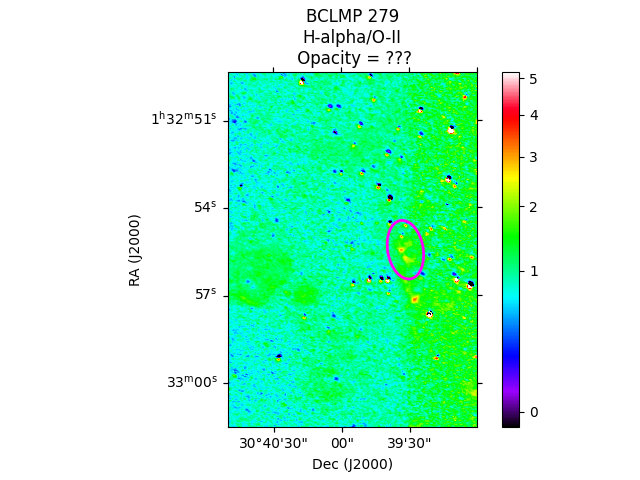 BCLMP 279
H-alpha/O-II
Opacity = ???
5
4
3
2
1
0
1ʰ32ᵐ51ˢ
54ˢ
57ˢ
33ᵐ00ˢ
RA (J2000)
30°40'30" 00" 39'30"
Dec (J2000)